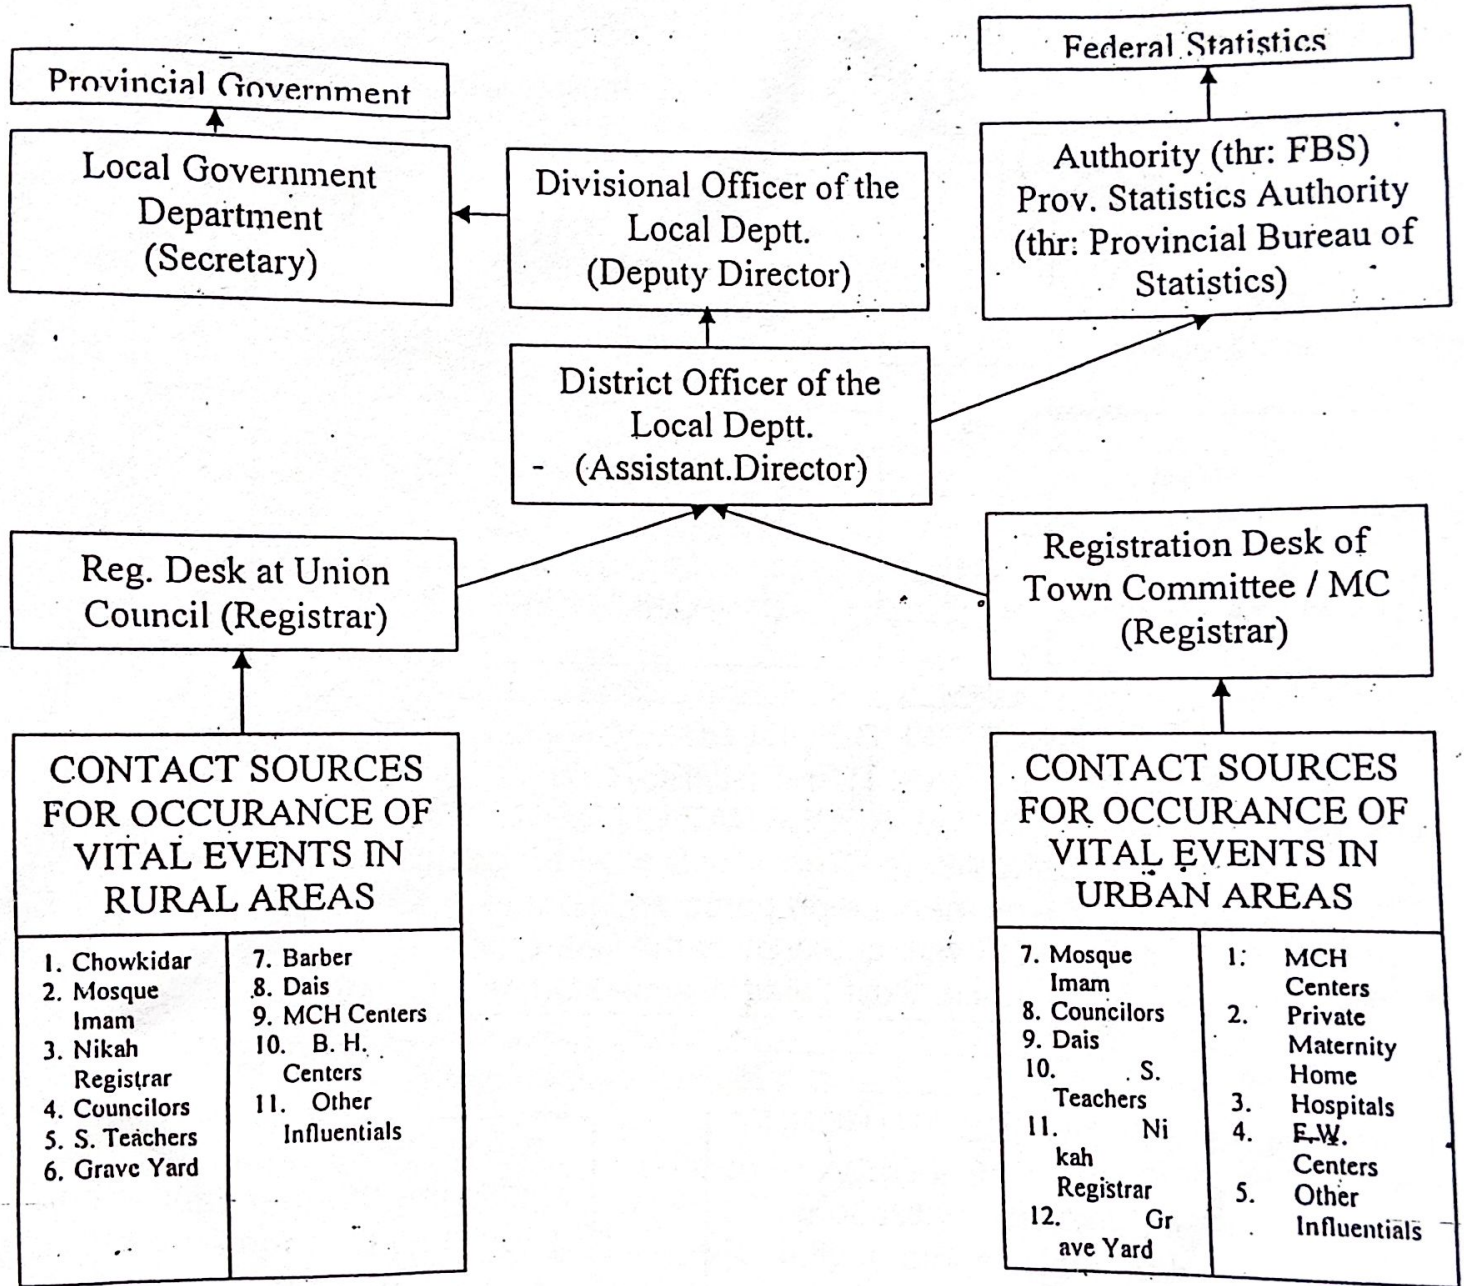 Federal Statistics
Provincial Government
Local Government
Department
(Secretary)
Divisional Officer of the
Local Deptt.
(Deputy Director)
Authority (thr: FBS)
Prov. Statistics Authority
(thr: Provincial Bureau of
Statistics)
District Officer of the
Local Deptt.
- (Assistant.Director)
Reg. Desk at Union
Council (Registrar)
Registration Desk of
Town Committee / MC
(Registrar)
CONTACT SOURCES
FOR OCCURANCE OF
VITAL EVENTS IN
RURAL AREAS
1. Chowkidar
2. Mosque
Imam
3. Nikah
Registrar
4. Councilors
5. S. Teachers
6. Grave Yard
7. Barber
8. Dais
9. MCH Centers
10. B. H.
Centers
11. Other
Influentials
CONTACT SOURCES
FOR OCCURANCE OF
VITAL EVENTS IN
URBAN AREAS
7. Mosque
Imam
8. Councilors
9. Dais
10. S.
Teachers
11. Ni
kah
Registrar
12. Gr
ave Yard
1: MCH
Centers
2. Private
Maternity
Home
3. Hospitals
4. F.W.
Centers
5. Other
Influentials